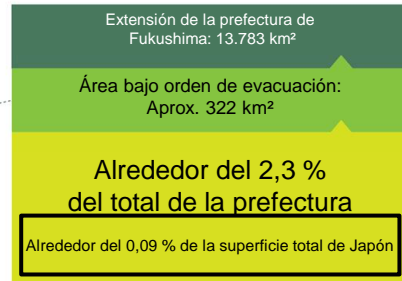 Extensión de la prefectura de
Fukushima: 13.783 km²
Área bajo orden de evacuación:
Aprox. 322 km²
Alrededor del 2,3 %
del total de la prefectura
Alrededor del 0,09 % de la superficie total de Japón